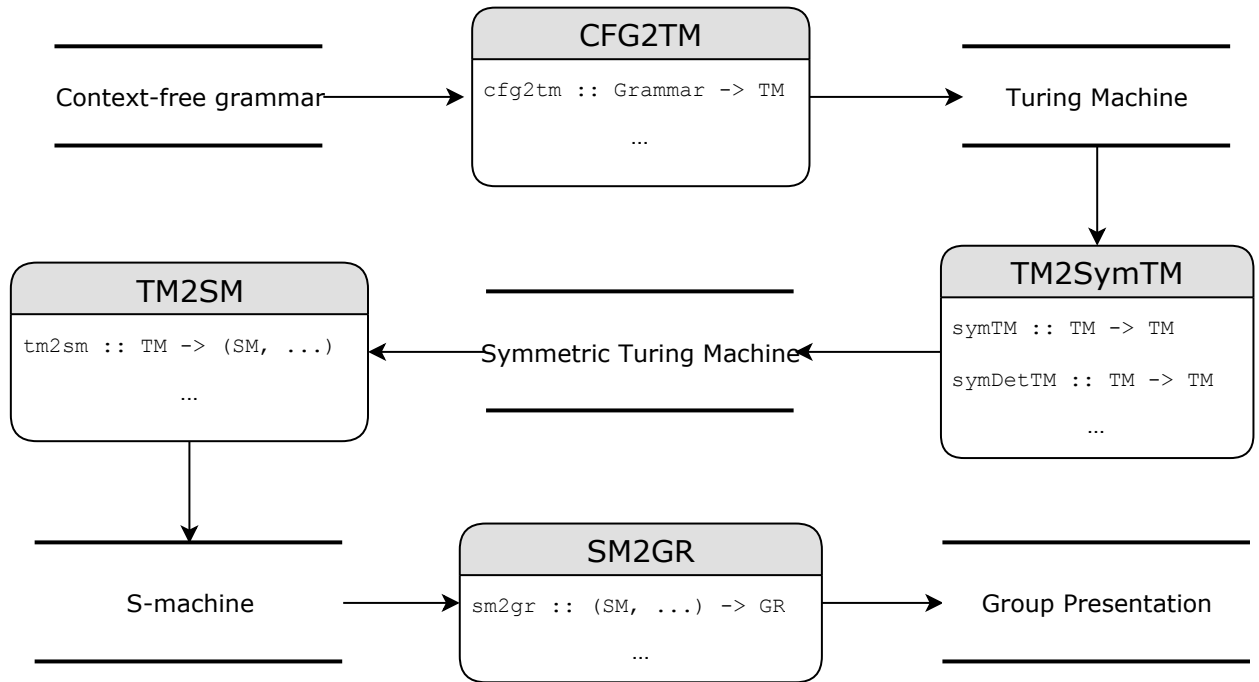 CFG2TM
Context-free grammar
cfg2tm :: Grammar -> TM
...
Turing Machine
TM2SymTM
symTM :: TM -> TM
symDetTM :: TM -> TM
...
Symmetric Turing Machine
TM2SM
tm2sm :: TM -> (SM, ...)
...
S-machine
SM2GR
sm2gr :: (SM, ...) -> GR
...
Group Presentation